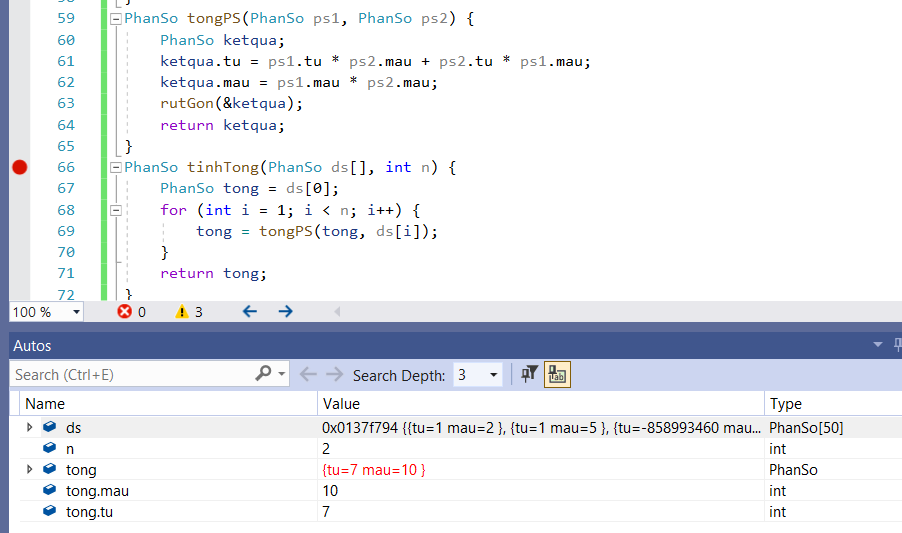 58 }
59 PhanSo tongPS(PhanSo ps1, PhanSo ps2) {
60 PhanSo ketqua;
61 ketqua.tu = ps1.tu * ps2.mau + ps2.tu * ps1.mau;
62 ketqua.mau = ps1.mau * ps2.mau;
63 rutGon(&ketqua);
64 return ketqua;
65 }
66 PhanSo tinhTong(PhanSo ds[], int n) {
67 PhanSo tong = ds[0];
68 for (int i = 1; i < n; i++) {
69 tong = tongPS(tong, ds[i]);
70 }
71 return tong;
72 }
100 % 0 3
Autos
Search (Ctrl+E) Search Depth: 3
Name Value Type
ds 0x0137f794 {{tu=1 mau=2 }, {tu=1 mau=5 }, {tu=-858993460 mau... PhanSo[50]
n 2 int
tong {tu=7 mau=10 } PhanSo
tong.mau 10 int
tong.tu 7 int